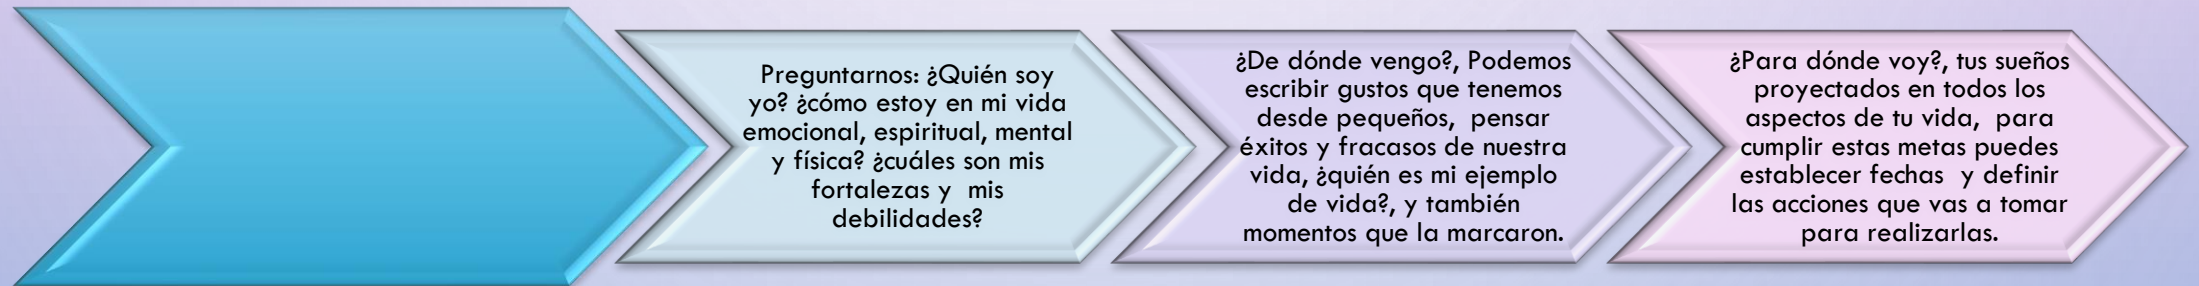 Preguntarnos: ¿Quién soy
yo? ¿cómo estoy en mi vida
emocional, espiritual, mental
y física? ¿cuáles son mis
fortalezas y  mis
debilidades?
¿De dónde vengo?, Podemos
escribir gustos que tenemos
desde pequeños,  pensar
éxitos y fracasos de nuestra
vida, ¿quién es mi ejemplo
de vida?, y también
momentos que la marcaron.
¿Para dónde voy?, tus sueños
proyectados en todos los
aspectos de tu vida,  para
cumplir estas metas puedes
establecer fechas  y definir
las acciones que vas a tomar
para realizarlas.